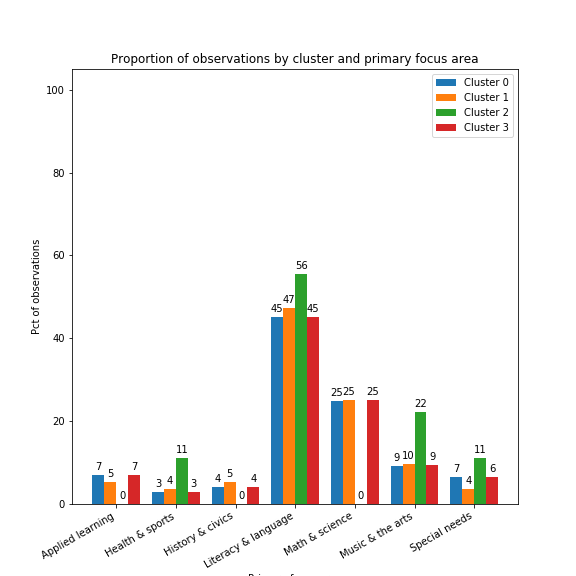 Proportion of observations by cluster and primary focus area
Cluster 0
Cluster 1
Cluster 2
Cluster 3
Pct of observations
100
80
60
40
20
0
7 5 0 7
3 4 11 3
4 5 0 4
45 47 56 45
25 25 0 25
9 10 22 9
7 4 11 6
Applied learning
Health & sports
History & civics
Literacy & language
Math & science
Music & the arts
Special needs